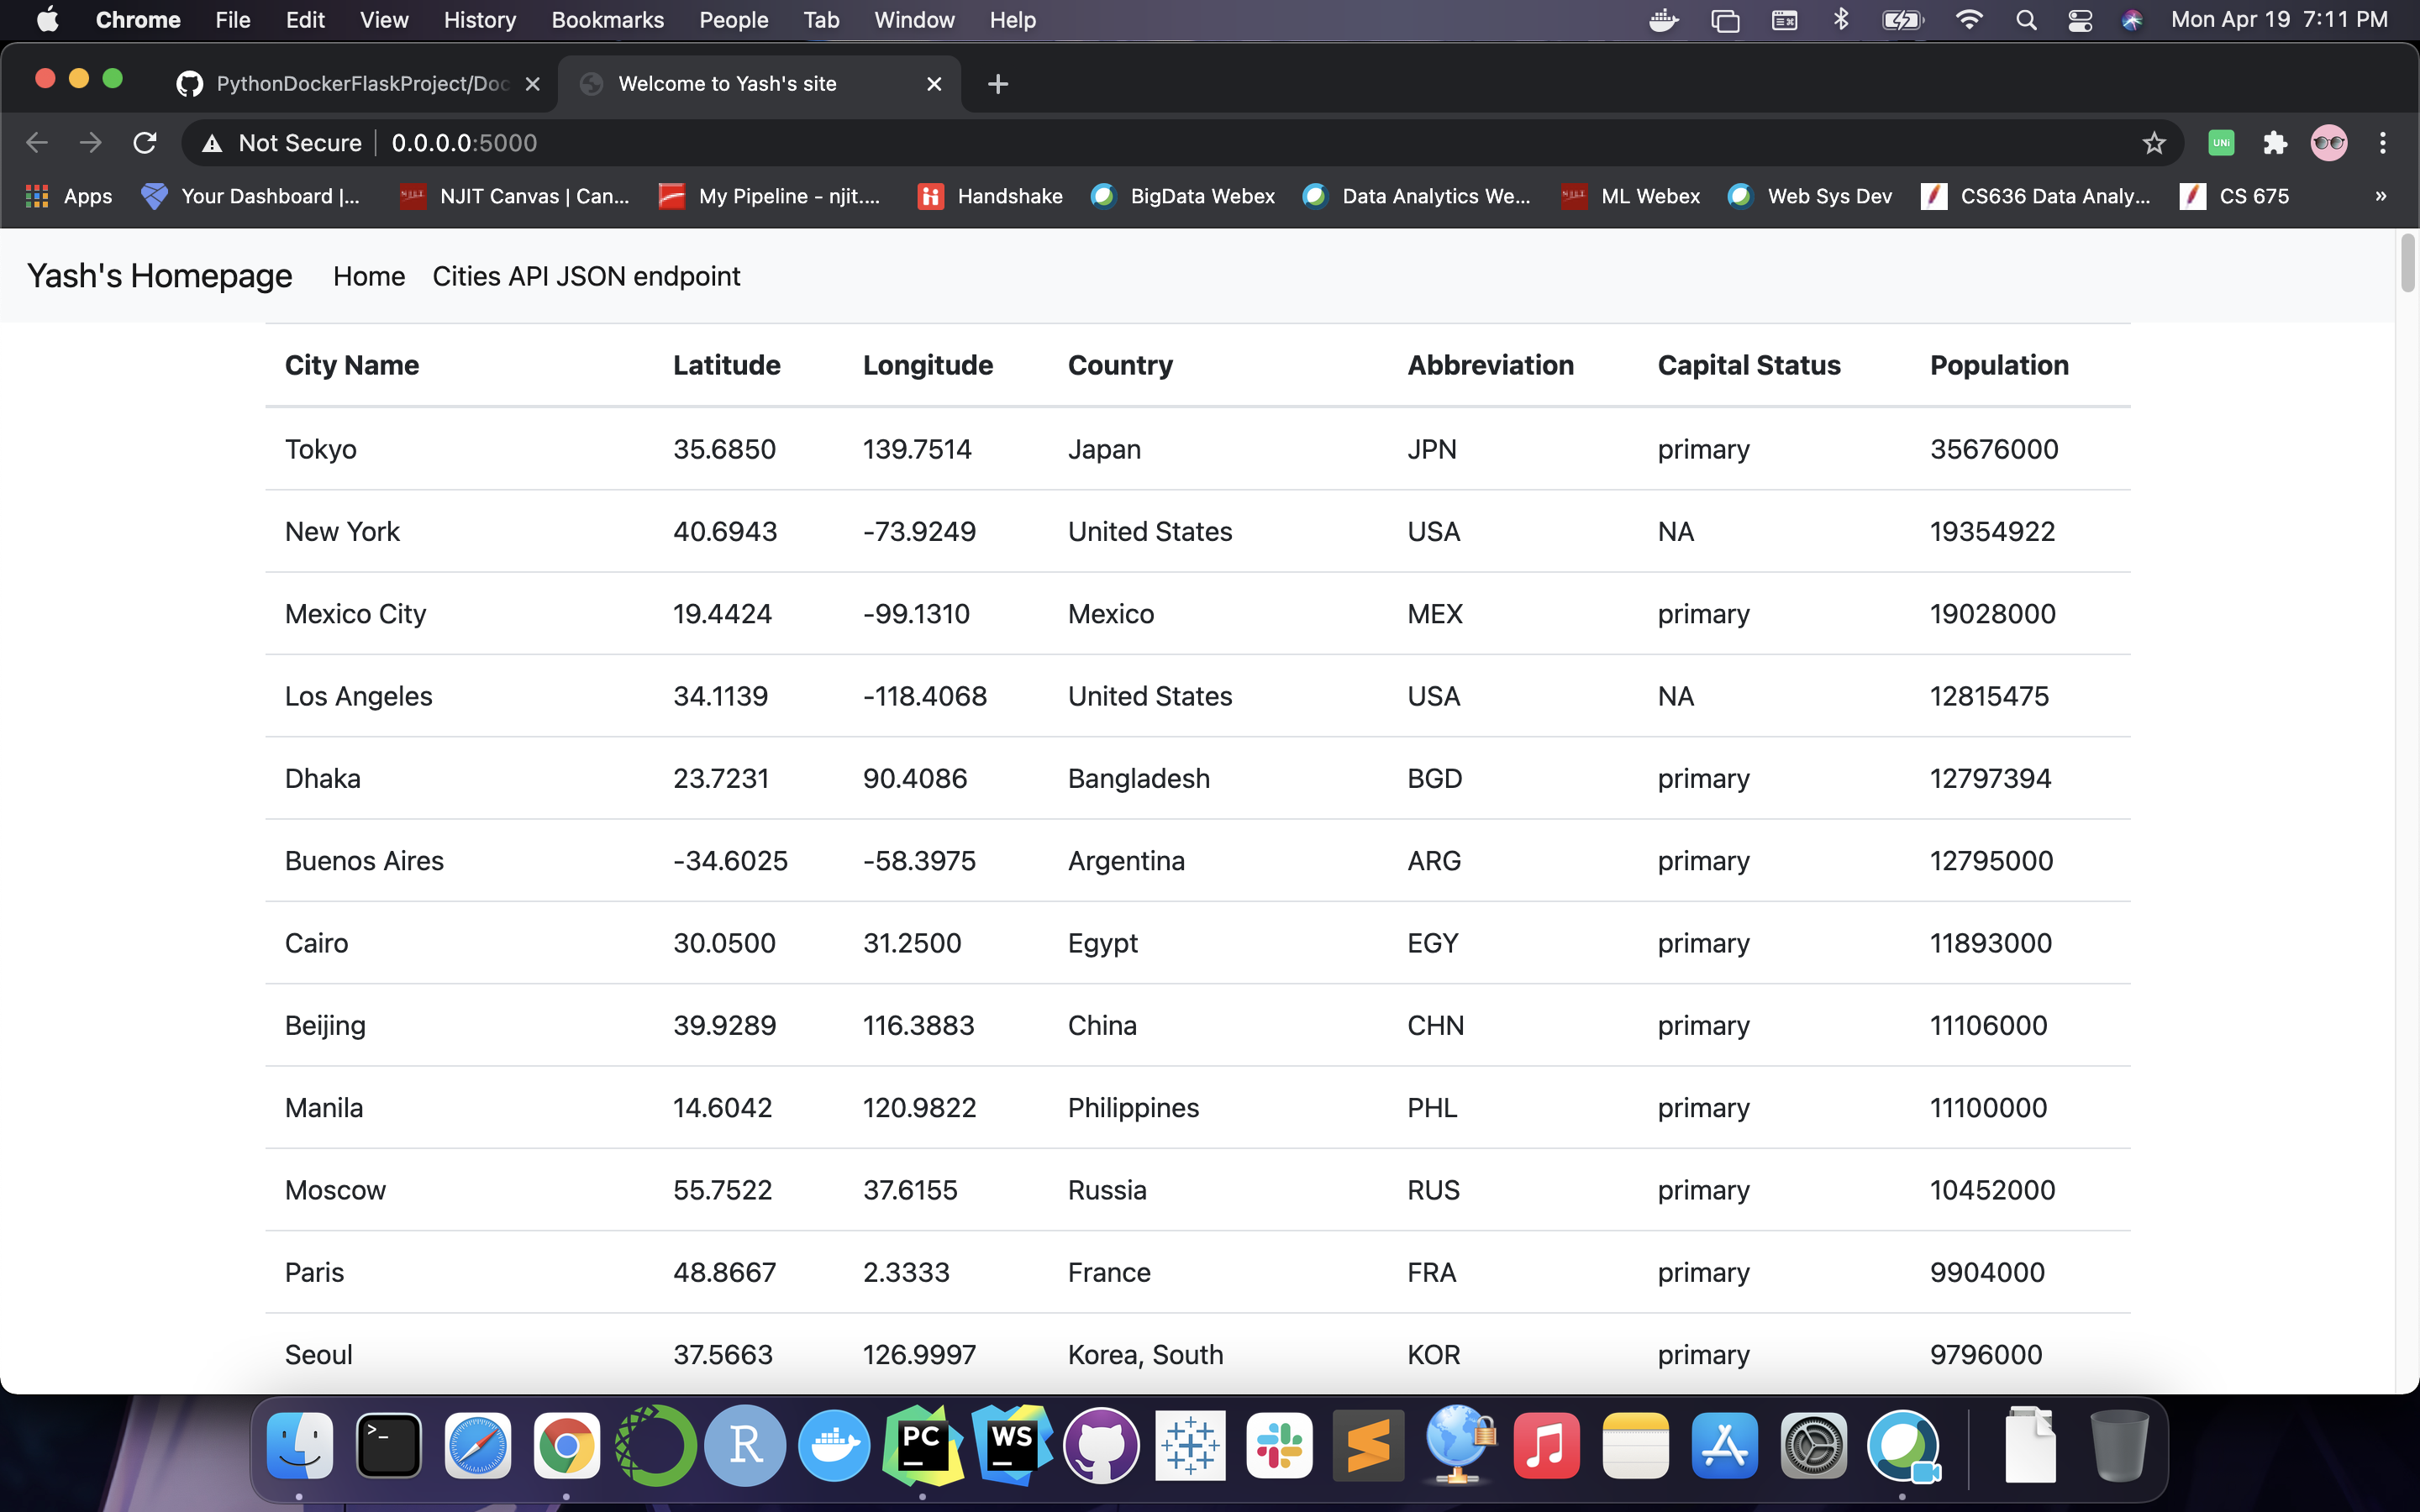 Chrome File Edit View History Bookmarks People Tab Window Help Mon Apr 19 7:11 PM
PythonDockerFlaskProject/Doc Welcome to Yash's site
Not Secure 0.0.0.0:5000 UNi
Apps Your Dashboard |... NJIT Canvas | Can... My Pipeline - njit.... Handshake BigData Webex Data Analytics We... ML Webex Web Sys Dev CS636 Data Analy... CS 675 »
Yash's Homepage Home Cities API JSON endpoint
City Name Latitude Longitude Country Abbreviation Capital Status Population
Tokyo 35.6850 139.7514 Japan JPN primary 35676000
New York 40.6943 -73.9249 United States USA NA 19354922
Mexico City 19.4424 -99.1310 Mexico MEX primary 19028000
Los Angeles 34.1139 -118.4068 United States USA NA 12815475
Dhaka 23.7231 90.4086 Bangladesh BGD primary 12797394
Buenos Aires -34.6025 -58.3975 Argentina ARG primary 12795000
Cairo 30.0500 31.2500 Egypt EGY primary 11893000
Beijing 39.9289 116.3883 China CHN primary 11106000
Manila 14.6042 120.9822 Philippines PHL primary 11100000
Moscow 55.7522 37.6155 Russia RUS primary 10452000
Paris 48.8667 2.3333 France FRA primary 9904000
Seoul 37.5663 126.9997 Korea, South KOR primary 9796000
>_ R PC WS